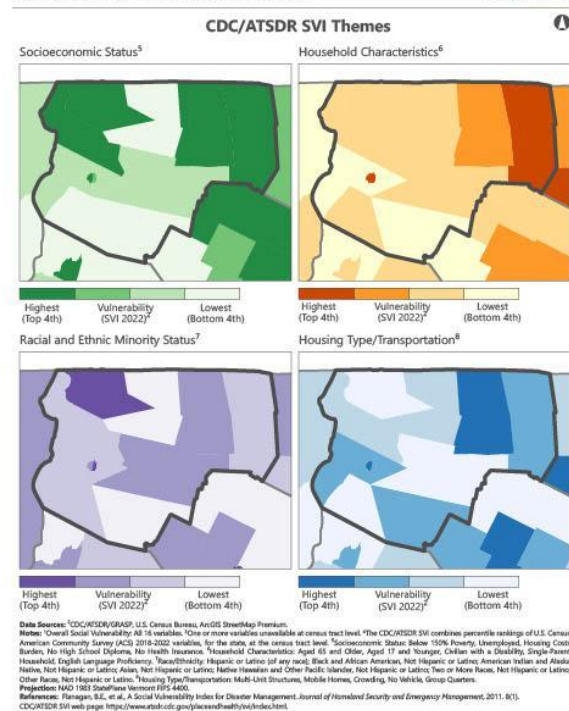 CDC/ATSDR SVI Themes
Socioeconomic Status⁵
Household Characteristics⁶
Highest
(Top 4th)
Vulnerability
(SVI 2022)²
Lowest
(Bottom 4th)
Highest
(Top 4th)
Vulnerability
(SVI 2022)²
Lowest
(Bottom 4th)
Racial and Ethnic Minority Status⁷
Housing Type/Transportation⁸
Highest
(Top 4th)
Vulnerability
(SVI 2022)²
Lowest
(Bottom 4th)
Highest
(Top 4th)
Vulnerability
(SVI 2022)²
Lowest
(Bottom 4th)
Data Sources: ²CDC/ATSDR/GRASP, U.S. Census Bureau, ArcGIS StreetMap Premium.
Notes: ¹Overall Social Vulnerability: All 16 variables. ³One or more variables unavailable at census tract level. ⁴The CDC/ATSDR SVI combines percentile rankings of U.S. Census
American Community Survey (ACS) 2018-2022 variables, for the state, at the census tract level. ⁵Socioeconomic Status: Below 150% Poverty, Unemployed, Housing Costs
Burden, No High School Diploma, No Health Insurance. ⁶Household Characteristics: Aged 65 and Older, Aged 17 and Younger, Civilian with a Disability, Single-Parent
Household, English Language Proficiency. ⁷Race/Ethnicity: Hispanic or Latino (of any race); Black and African American, Not Hispanic or Latino; American Indian and Alaska
Native, Not Hispanic or Latino; Asian, Not Hispanic or Latino; Native Hawaiian and Other Pacific Islander, Not Hispanic or Latino; Two or More Races, Not Hispanic or Latino;
Other Races, Not Hispanic or Latino. ⁸Housing Type/Transportation: Multi-Unit Structures, Mobile Homes, Crowding, No Vehicle, Group Quarters.
Projection: NAD 1983 StatePlane Vermont FIPS 4400.
References: Flanagan, B.E., et al., A Social Vulnerability Index for Disaster Management. Journal of Homeland Security and Emergency Management, 2011. 8(1).
CDC/ATSDR SVI web page: https://www.atsdr.cdc.gov/placeandhealth/svi/index.html.